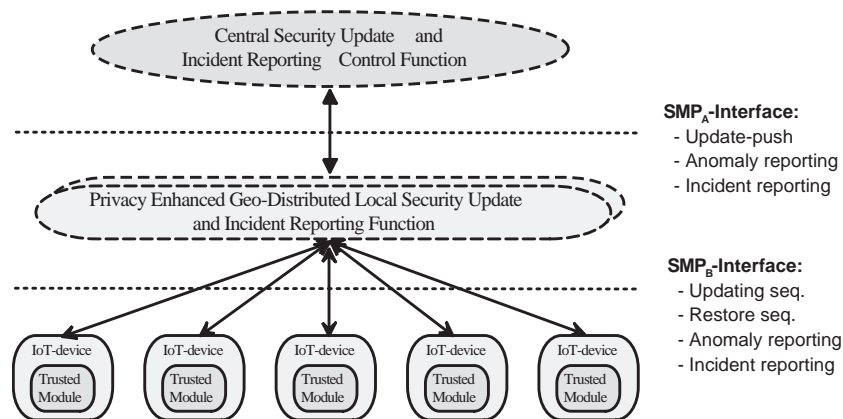 Central Security Update and
Incident Reporting Control Function
SMPA-Interface:
- Update-push
- Anomaly reporting
- Incident reporting
Privacy Enhanced Geo-Distributed Local Security Update
and Incident Reporting Function
SMPB-Interface:
- Updating seq.
- Restore seq.
- Anomaly reporting
- Incident reporting
IoT-device
Trusted
Module
IoT-device
Trusted
Module
IoT-device
Trusted
Module
IoT-device
Trusted
Module
IoT-device
Trusted
Module